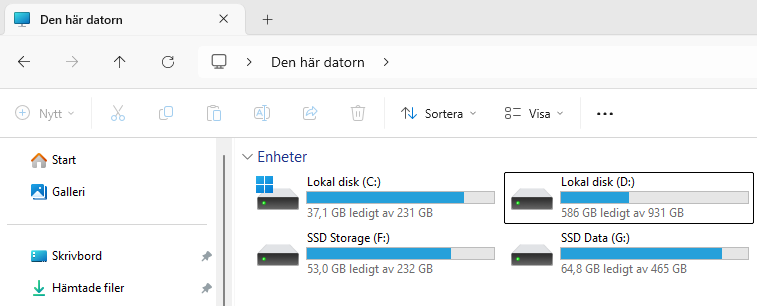 Den här datorn
Den här datorn
Nytt
Sortera
Visa
Start
Galleri
Skrivbord
Hämtade filer
Enheter
Lokal disk (C:)
37,1 GB ledigt av 231 GB
Lokal disk (D:)
586 GB ledigt av 931 GB
SSD Storage (F:)
53,0 GB ledigt av 232 GB
SSD Data (G:)
64,8 GB ledigt av 465 GB